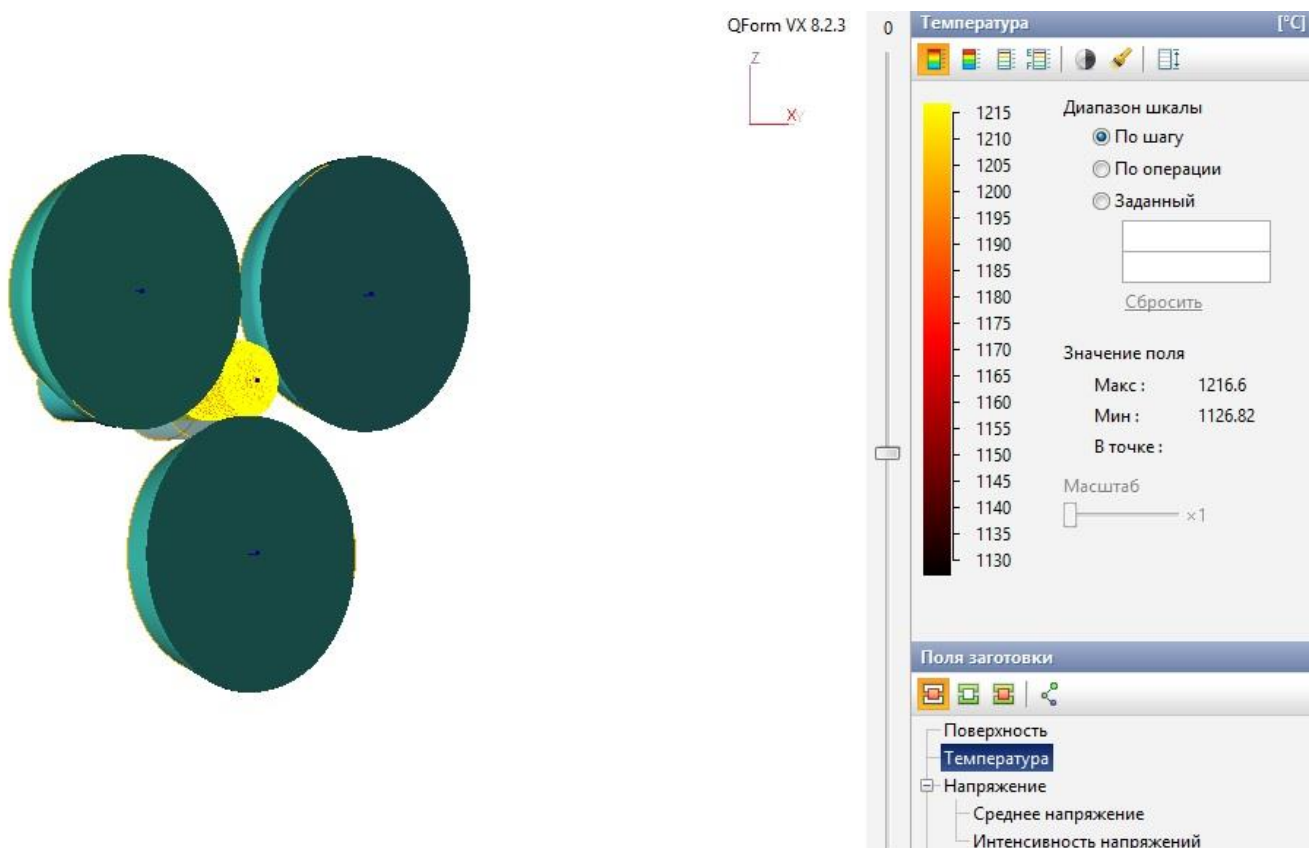 QForm VX 8.2.3
Z
X
Y
0
Температура [°C]
1215
1210
1205
1200
1195
1190
1185
1180
1175
1170
1165
1160
1155
1150
1145
1140
1135
1130
Диапазон шкалы
По шагу
По операции
Заданный
Сбросить
Значение поля
Макс : 1216.6
Мин : 1126.82
В точке :
Масштаб
×1
Поля заготовки
Поверхность
Температура
Напряжение
Среднее напряжение
Интенсивность напряжений